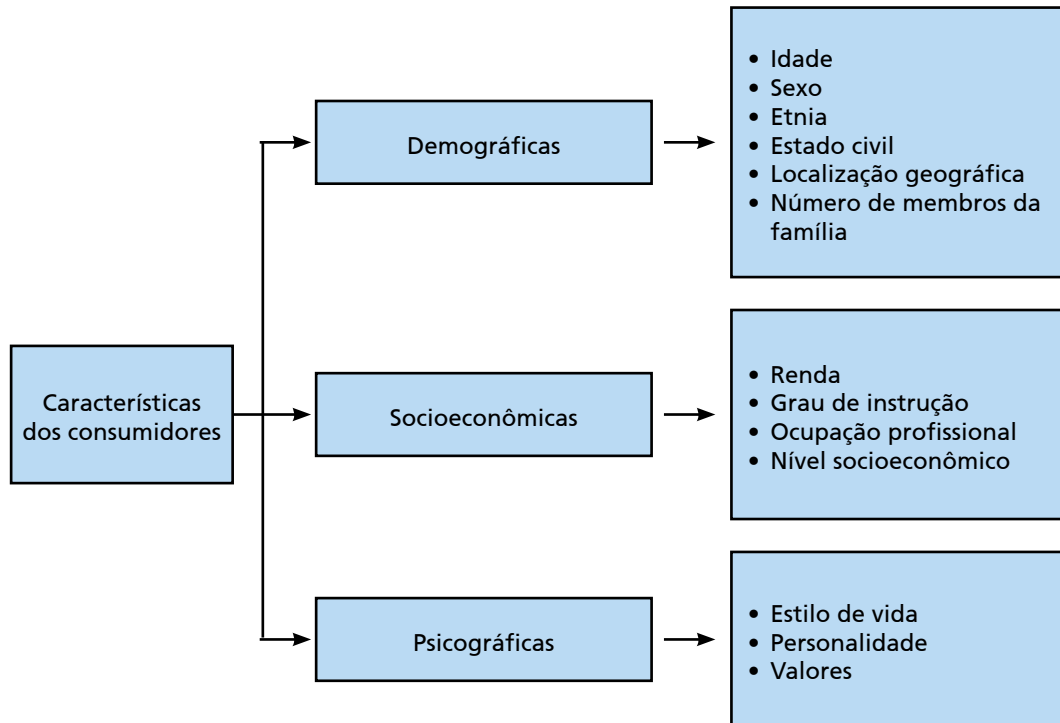 Demográficas
• Idade
• Sexo
• Etnia
• Estado civil
• Localização geográfica
• Número de membros da
família
Características
dos consumidores
Socioeconômicas
• Renda
• Grau de instrução
• Ocupação profissional
• Nível socioeconômico
Psicográficas
• Estilo de vida
• Personalidade
• Valores